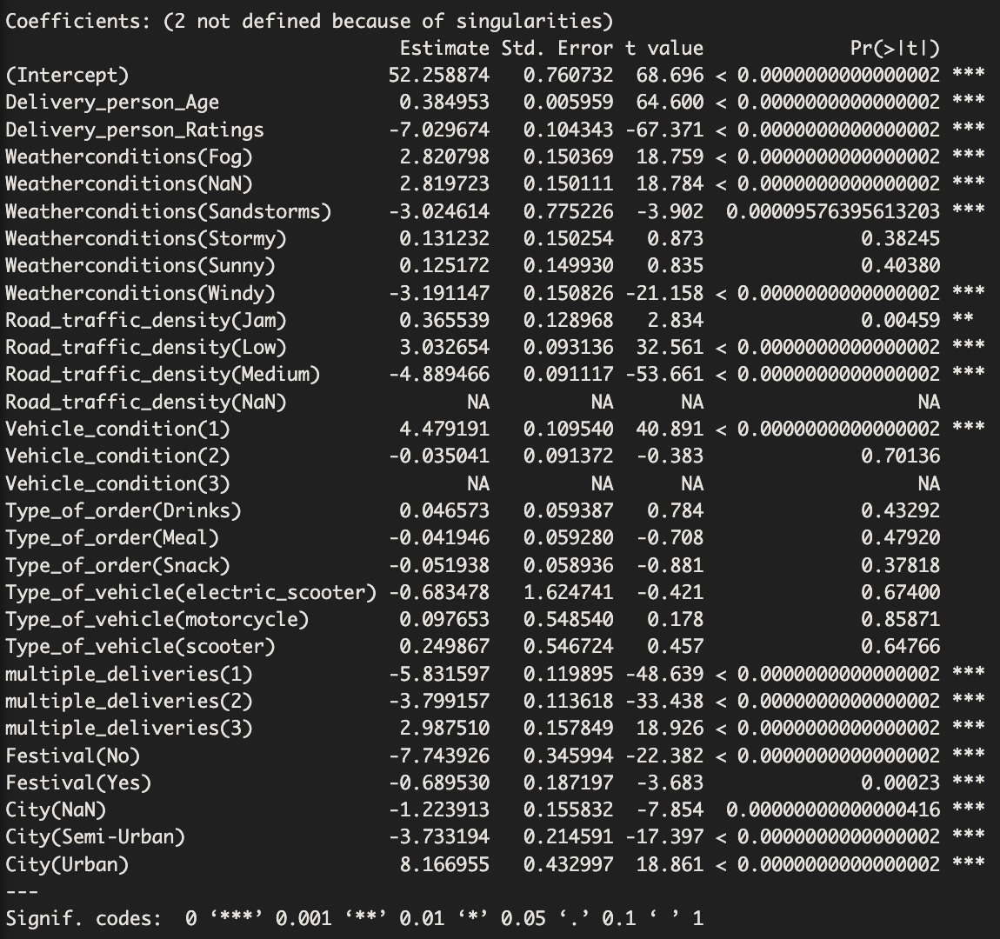 Coefficients: (2 not defined because of singularities)
Estimate Std. Error t value Pr(>|t|)
(Intercept) 52.258874 0.760732 68.696 < 0.0000000000000002 ***
Delivery_person_Age 0.384953 0.005959 64.600 < 0.0000000000000002 ***
Delivery_person_Ratings -7.029674 0.104343 -67.371 < 0.0000000000000002 ***
Weatherconditions(Fog) 2.820798 0.150369 18.759 < 0.0000000000000002 ***
Weatherconditions(NaN) 2.819723 0.150111 18.784 < 0.0000000000000002 ***
Weatherconditions(Sandstorms) -3.024614 0.775226 -3.902 0.00009576395613203 ***
Weatherconditions(Stormy) 0.131232 0.150254 0.873 0.38245
Weatherconditions(Sunny) 0.125172 0.149930 0.835 0.40380
Weatherconditions(Windy) -3.191147 0.150826 -21.158 < 0.0000000000000002 ***
Road_traffic_density(Jam) 0.365539 0.128968 2.834 0.00459 **
Road_traffic_density(Low) 3.032654 0.093136 32.561 < 0.0000000000000002 ***
Road_traffic_density(Medium) -4.889466 0.091117 -53.661 < 0.0000000000000002 ***
Road_traffic_density(NaN) NA NA NA NA
Vehicle_condition(1) 4.479191 0.109540 40.891 < 0.0000000000000002 ***
Vehicle_condition(2) -0.035041 0.091372 -0.383 0.70136
Vehicle_condition(3) NA NA NA NA
Type_of_order(Drinks) 0.046573 0.059387 0.784 0.43292
Type_of_order(Meal) -0.041946 0.059280 -0.708 0.47920
Type_of_order(Snack) -0.051938 0.058936 -0.881 0.37818
Type_of_vehicle(electric_scooter) -0.683478 1.624741 -0.421 0.67400
Type_of_vehicle(motorcycle) 0.097653 0.548540 0.178 0.85871
Type_of_vehicle(scooter) 0.249867 0.546724 0.457 0.64766
multiple_deliveries(1) -5.831597 0.119895 -48.639 < 0.0000000000000002 ***
multiple_deliveries(2) -3.799157 0.113618 -33.438 < 0.0000000000000002 ***
multiple_deliveries(3) 2.987510 0.157849 18.926 < 0.0000000000000002 ***
Festival(No) -7.743926 0.345994 -22.382 < 0.0000000000000002 ***
Festival(Yes) -0.689530 0.187197 -3.683 0.00023 ***
City(NaN) -1.223913 0.155832 -7.854 0.00000000000000416 ***
City(Semi-Urban) -3.733194 0.214591 -17.397 < 0.0000000000000002 ***
City(Urban) 8.166955 0.432997 18.861 < 0.0000000000000002 ***
---
Signif. codes: 0 ‘***’ 0.001 ‘**’ 0.01 ‘*’ 0.05 ‘.’ 0.1 ‘ ’ 1